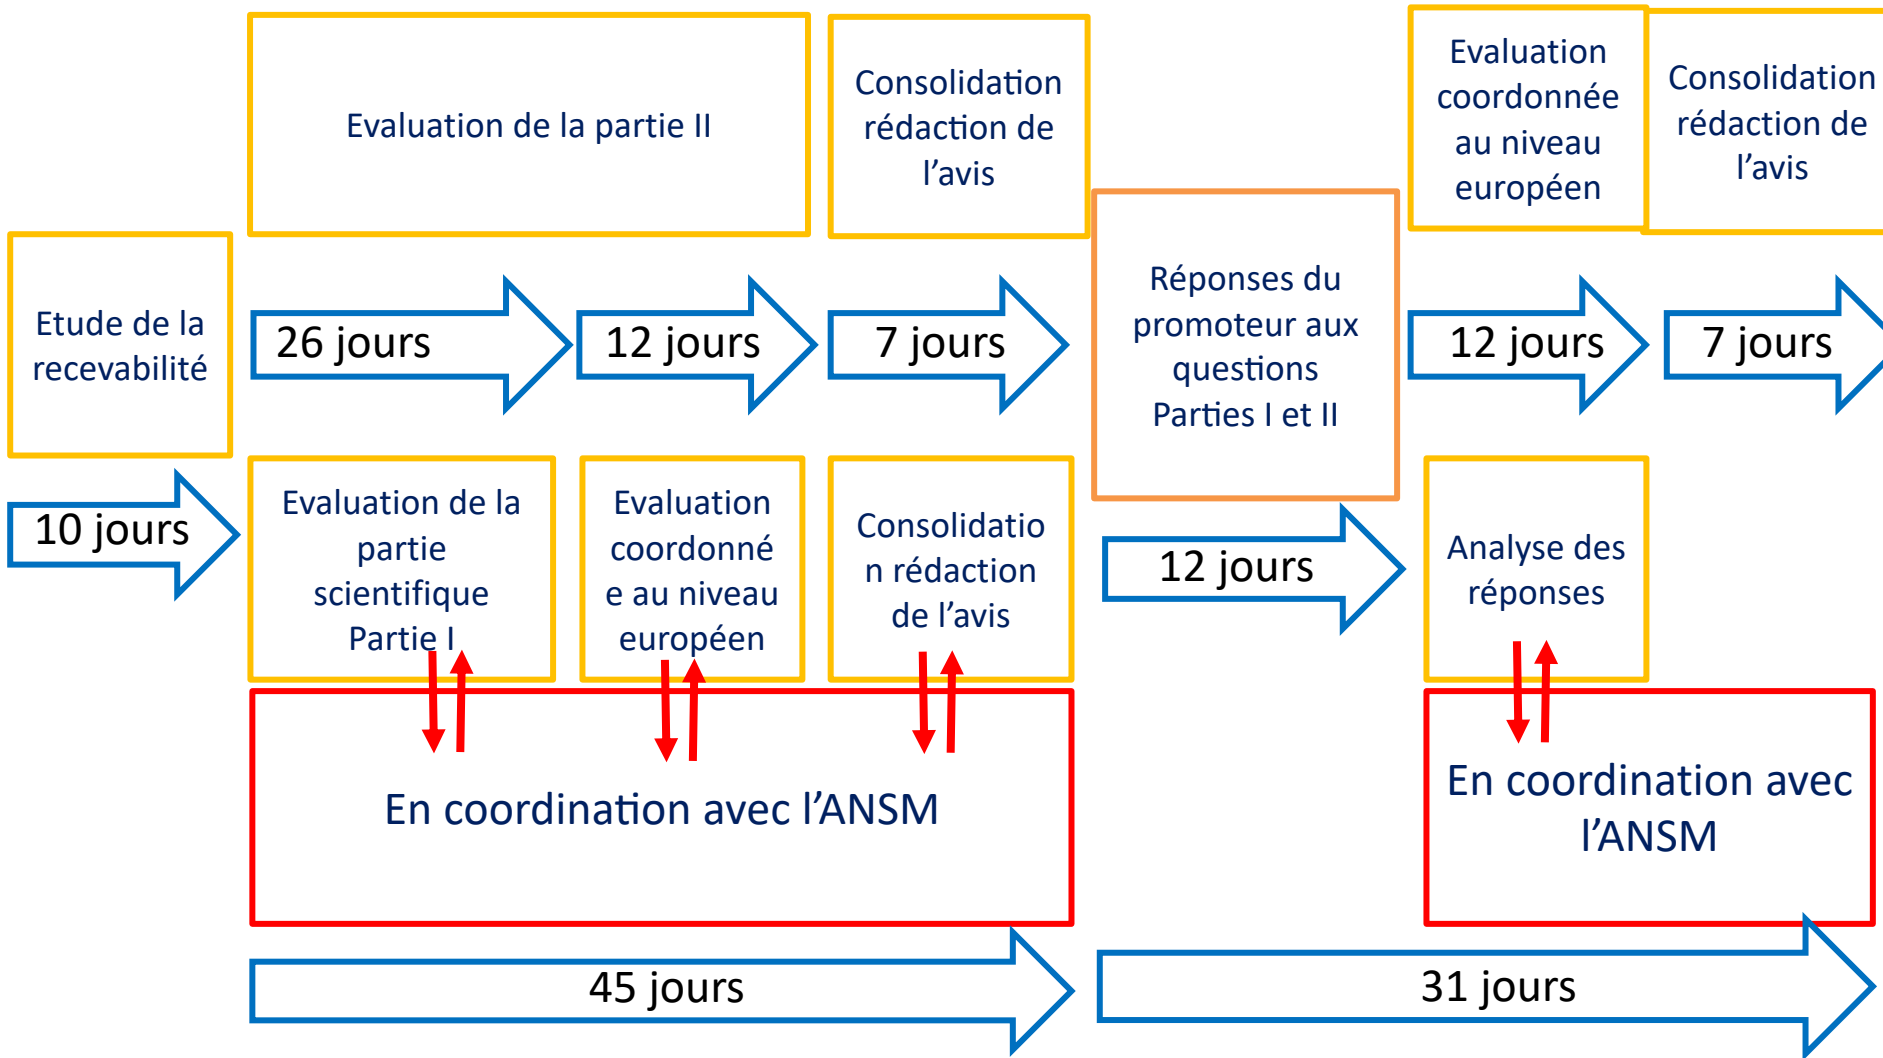 Evaluation de la partie II
Consolidation
rédaction de
l’avis
Evaluation
coordonnée
au niveau
européen
Consolidation
rédaction de
l’avis
Etude de la
recevabilité
26 jours
12 jours
7 jours
Réponses du
promoteur aux
questions
Parties I et II
12 jours
7 jours
10 jours
Evaluation de la
partie
scientifique
Partie I
Evaluation
coordonné
e au niveau
européen
Consolidatio
n rédaction
de l’avis
12 jours
Analyse des
réponses
En coordination avec l’ANSM
En coordination avec
l’ANSM
45 jours
31 jours